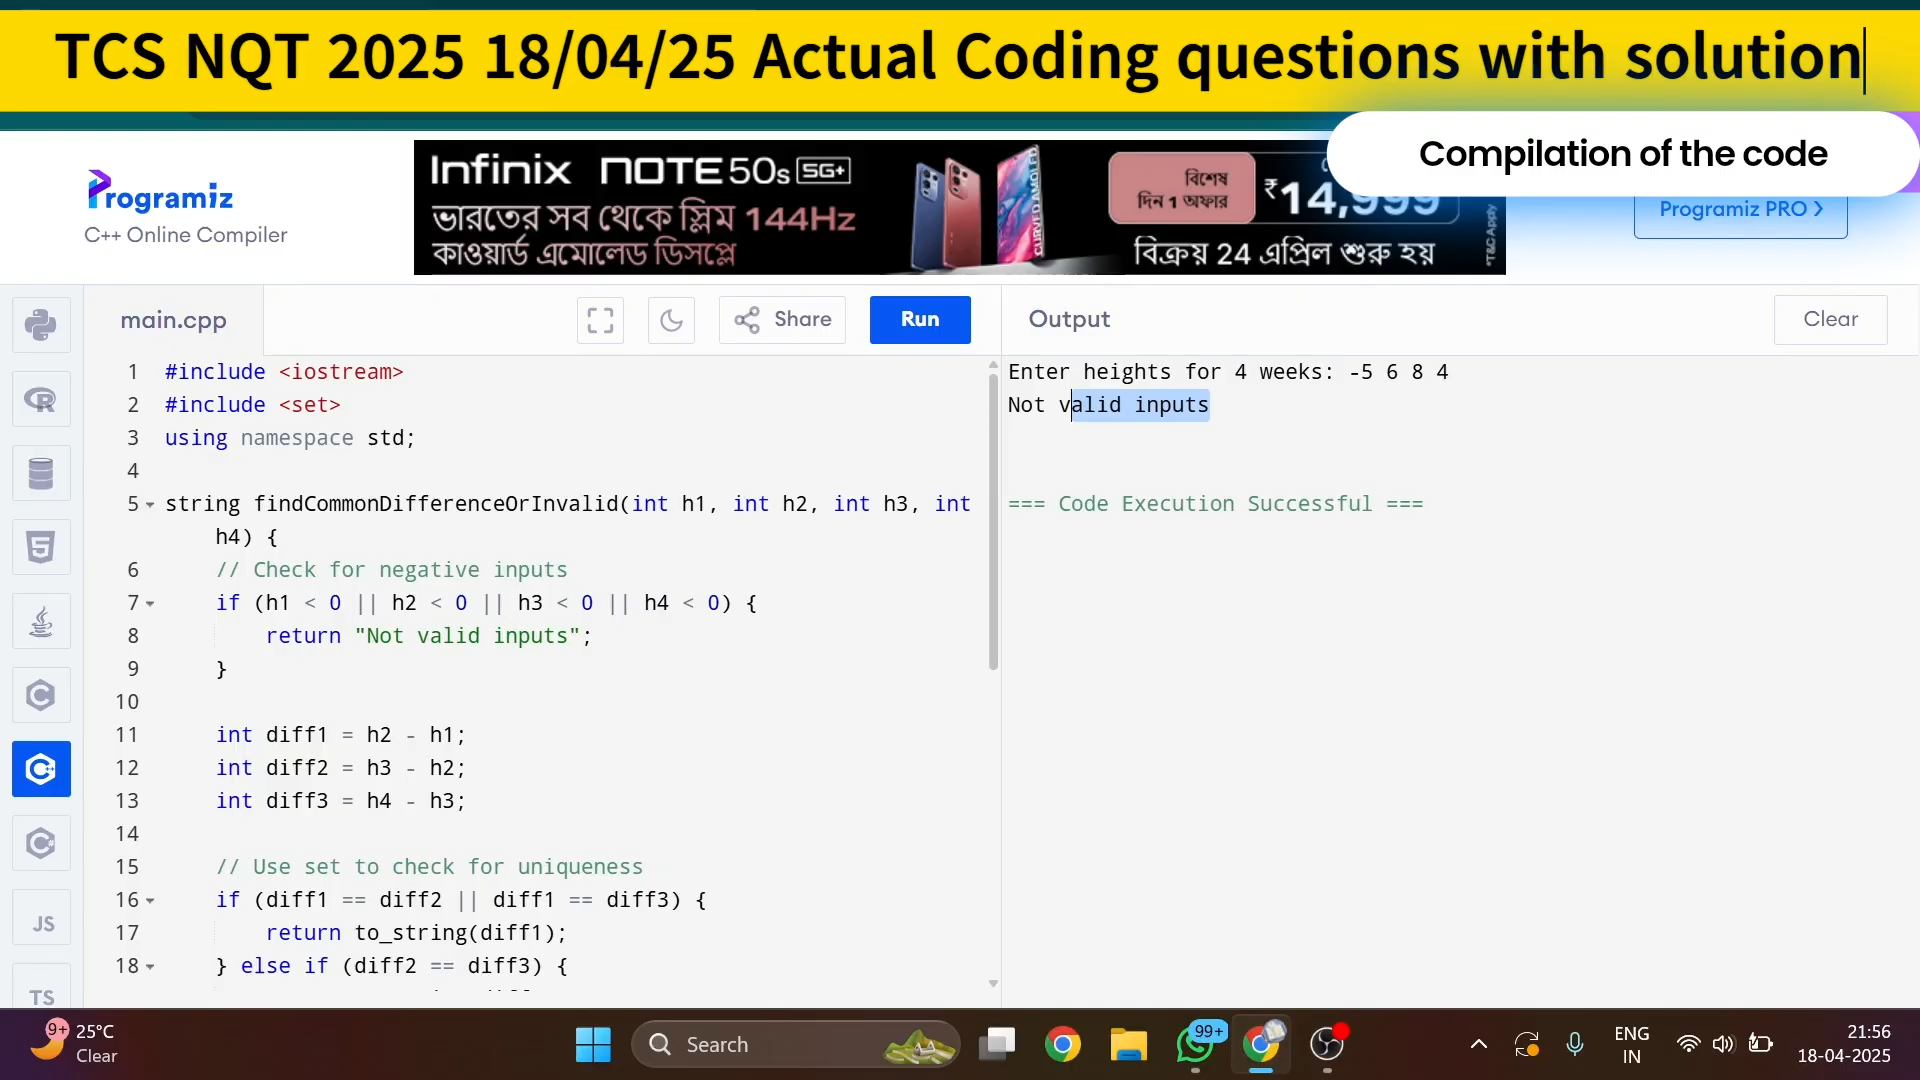 TCS NQT 2025 18/04/25 Actual Coding questions with solution
Compilation of the code
Programiz
C++ Online Compiler
Infinix NOTE 50s 5G+
ভারতের সব থেকে স্লিম 144Hz
কাওয়ার্ড এমোলেড ডিসপ্লে
CURVED AMOLED
বিশেষ
দিন 1 অফার
₹14,999
বিক্রয় 24 এপ্রিল শুরু হয়
*T&C Apply
Programiz PRO
main.cpp
Share
Run
Output
Clear
1 #include <iostream>
2 #include <set>
3 using namespace std;
4
5 string findCommonDifferenceOrInvalid(int h1, int h2, int h3, int
h4) {
6 // Check for negative inputs
7 if (h1 < 0 || h2 < 0 || h3 < 0 || h4 < 0) {
8 return "Not valid inputs";
9 }
10
11 int diff1 = h2 - h1;
12 int diff2 = h3 - h2;
13 int diff3 = h4 - h3;
14
15 // Use set to check for uniqueness
16 if (diff1 == diff2 || diff1 == diff3) {
17 return to_string(diff1);
18 } else if (diff2 == diff3) {
Enter heights for 4 weeks: -5 6 8 4
Not valid inputs
=== Code Execution Successful ===
R
5
C
C
C#
JS
TS
9+
25°C
Clear
Search
99+
ENG
IN
21:56
18-04-2025